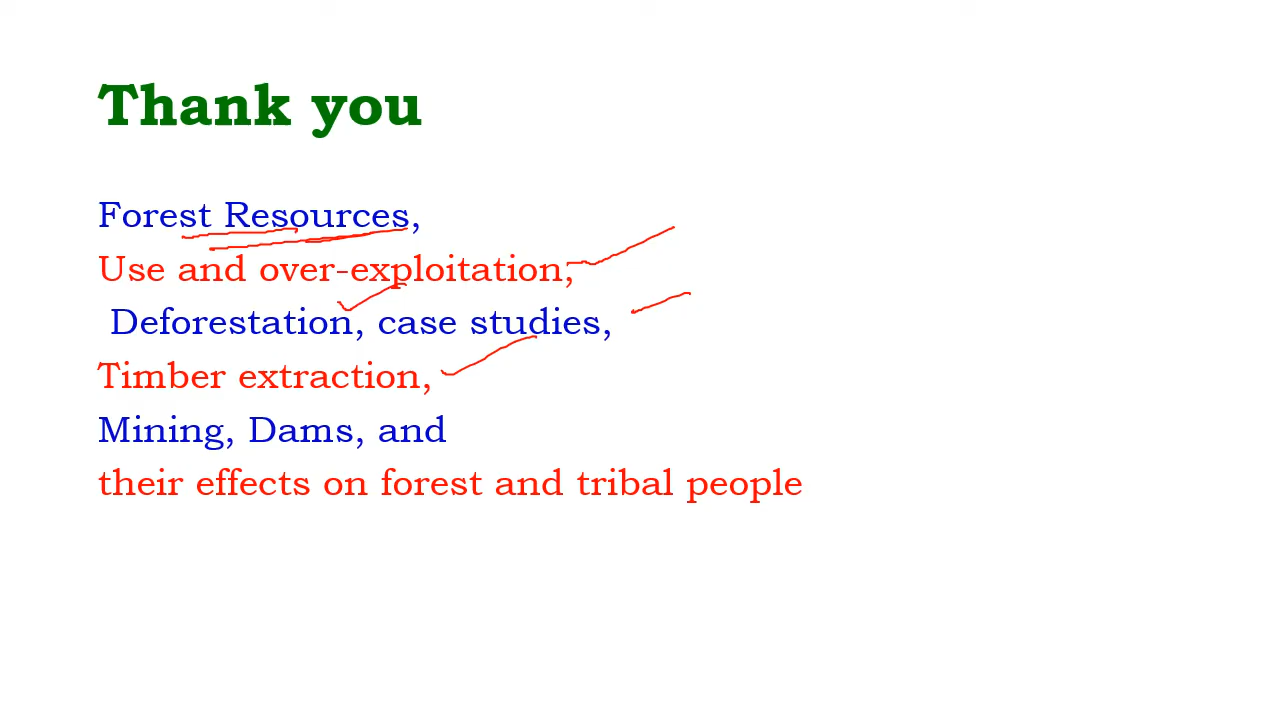 Thank you
Forest Resources,
Use and over-exploitation,
Deforestation, case studies,
Timber extraction,
Mining, Dams, and
their effects on forest and tribal people